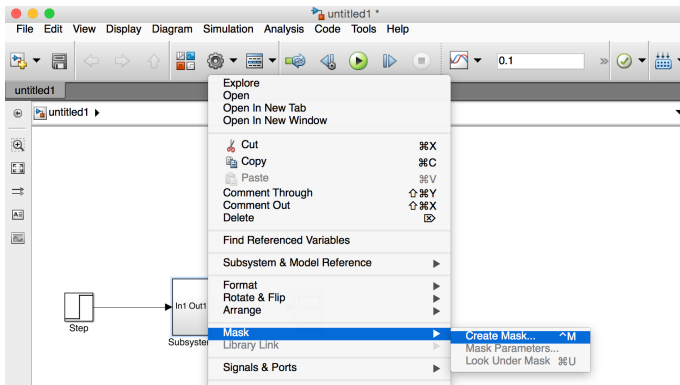 untitled1 *
File Edit View Display Diagram Simulation Analysis Code Tools Help
0.1 »
untitled1
untitled1
Explore
Open
Open In New Tab
Open In New Window
Cut ⌘X
Copy ⌘C
Paste ⌘V
Comment Through ⇧⌘Y
Comment Out ⇧⌘X
Delete ⌦
Find Referenced Variables
Subsystem & Model Reference
Format
Rotate & Flip
Arrange
In1 Out1
Step
Subsyste
Mask
Library Link
Signals & Ports
Create Mask... ^M
Mask Parameters...
Look Under Mask ⌘U